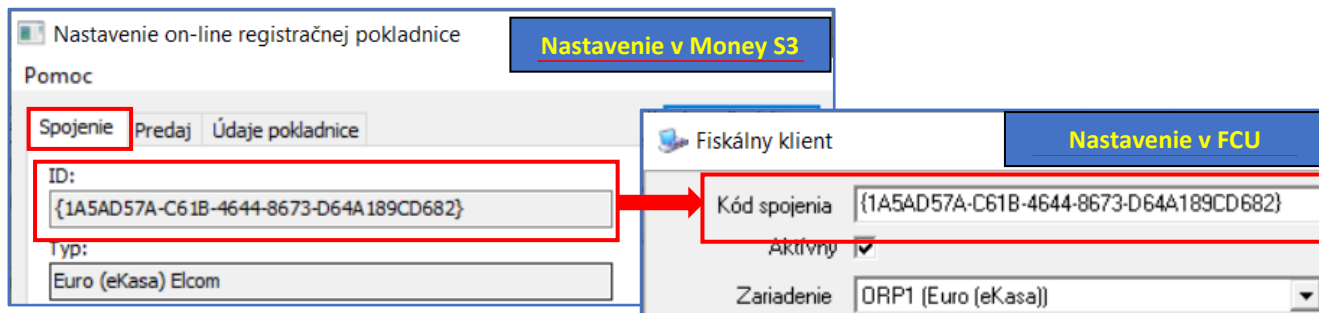 Nastavenie on-line registračnej pokladnice
Nastavenie v Money S3
Pomoc
Spojenie Predaj Údaje pokladnice
ID:
{1A5AD57A-C61B-4644-8673-D64A189CD682}
Typ:
Euro (eKasa) Elcom
Fiskálny klient
Nastavenie v FCU
Kód spojenia {1A5AD57A-C61B-4644-8673-D64A189CD682}
Aktívny
Zariadenie ORP1 (Euro (eKasa))